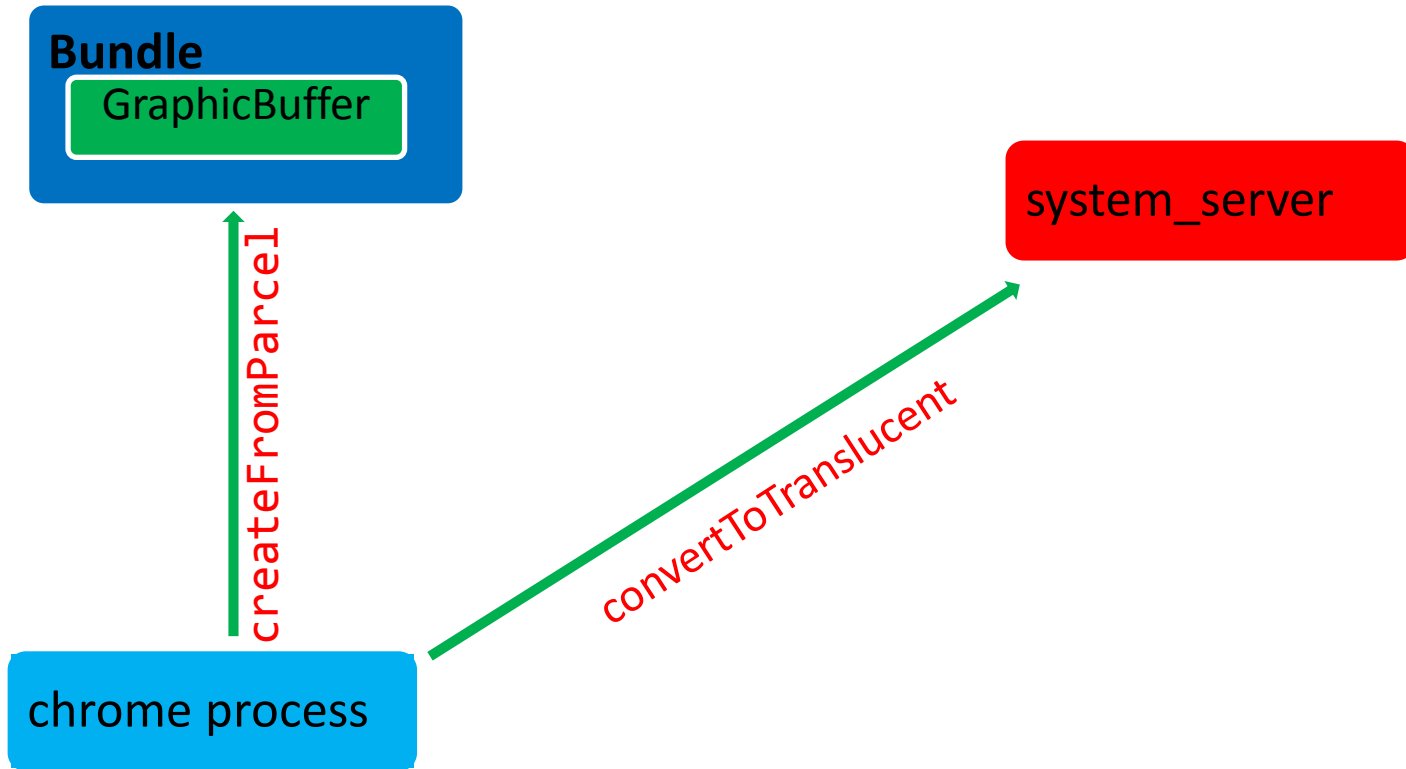 Bundle
GraphicBuffer
system_server
createFromParcel
convertToTranslucent
chrome process